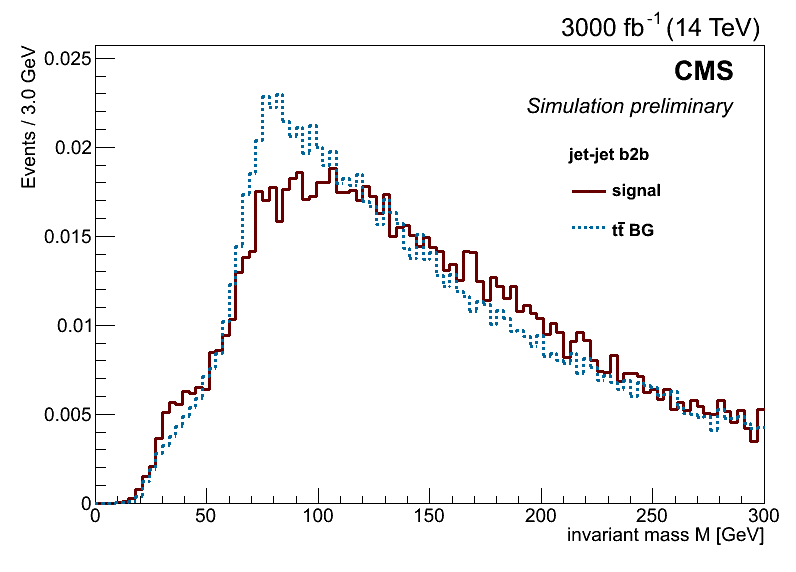 3000 fb-1 (14 TeV)
Events / 3.0 GeV
CMS
Simulation preliminary
jet-jet b2b
signal
tt̄ BG
0.025
0.02
0.015
0.01
0.005
0
0 50 100 150 200 250 300
invariant mass M [GeV]